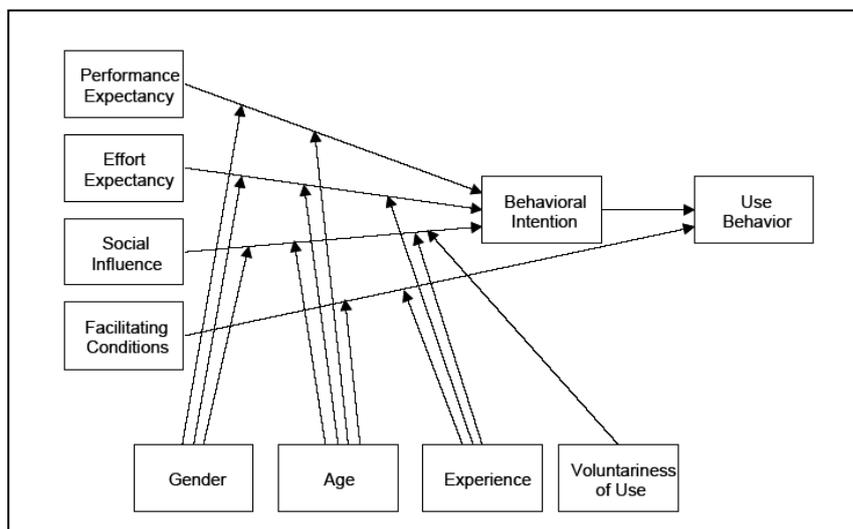 Performance
Expectancy
Effort
Expectancy
Social
Influence
Facilitating
Conditions
Behavioral
Intention
Use
Behavior
Gender
Age
Experience
Voluntariness
of Use